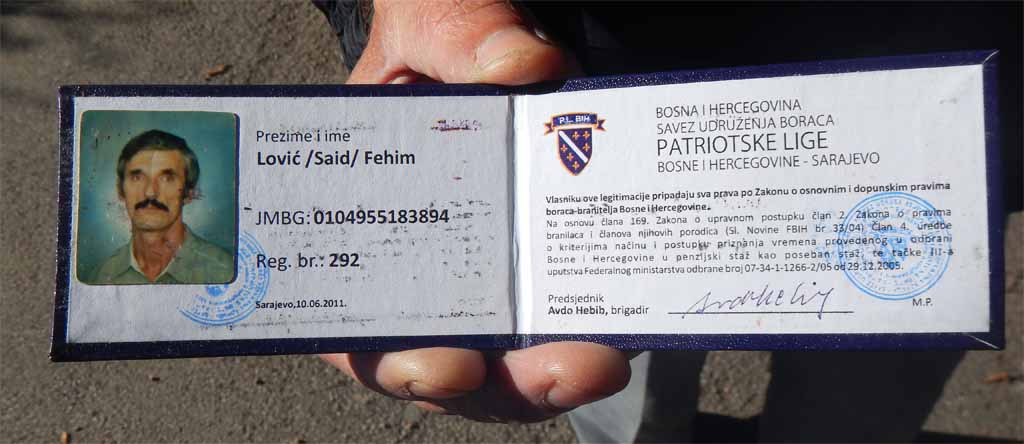 Prezime i ime
Lović /Said/ Fehim
JMBG: 0104955183894
Reg. br.: 292
Sarajevo,10.06.2011.
P.L. BIH
BOSNA I HERCEGOVINA
SAVEZ UDRUŽENJA BORACA
PATRIOTSKE LIGE
BOSNE I HERCEGOVINE - SARAJEVO
Vlasniku ove legitimacije pripadaju sva prava po Zakonu o osnovnim i dopunskim pravima
boraca-branitelja Bosne i Hercegovine.
Na osnovu člana 169. Zakona o upravnom postupku član 2. Zakona o pravima
branilaca i članova njihovih porodica (Sl. Novine FBIH br 33/04) Član 4. uredbe
o kriterijima načinu i postupku priznanja vremena provedenog u odbrani
Bosne i Hercegovine u penzijski staž kao poseban staž, te tačke III-a
uputstva Federalnog ministarstva odbrane broj 07-34-1-1266-2/05 od 29.12.2005.
Predsjednik
Avdo Hebib, brigadir
M.P.